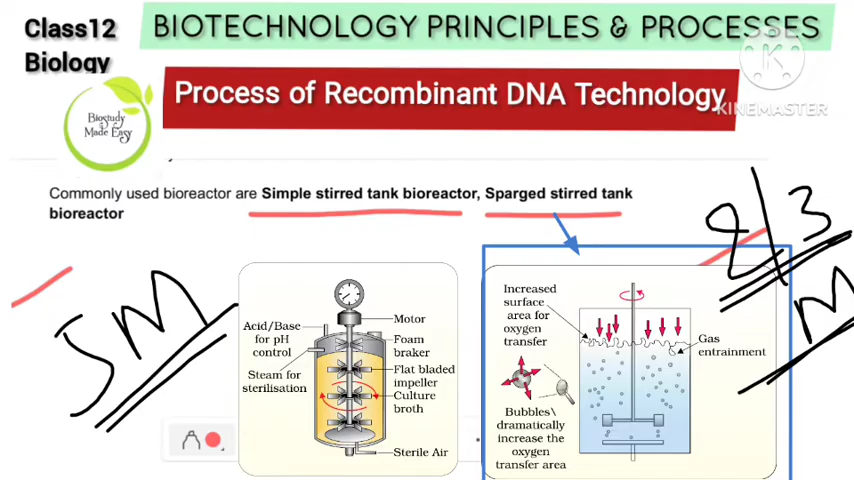 Class12
Biology
BIOTECHNOLOGY PRINCIPLES & PROCESSES
KINEMASTER
Process of Recombinant DNA Technology
Biostudy
Made Easy
Commonly used bioreactor are Simple stirred tank bioreactor, Sparged stirred tank
bioreactor
5M
2/3
M
Acid/Base
for pH
control
Steam for
sterilisation
Motor
Foam
braker
Flat bladed
impeller
Culture
broth
Sterile Air
Increased
surface
area for
oxygen
transfer
Gas
entrainment
Bubbles\
dramatically
increase the
oxygen
transfer area